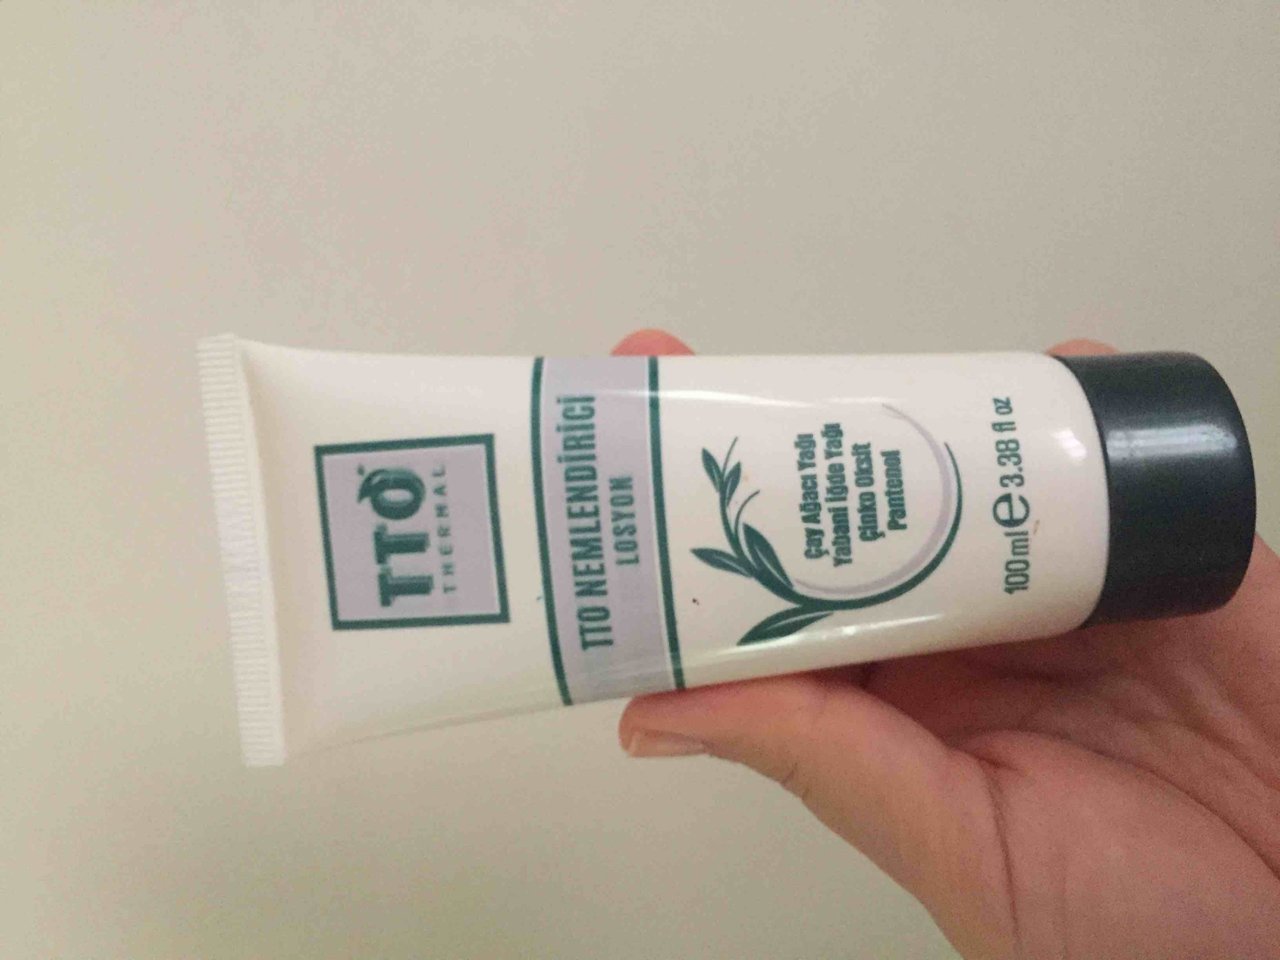 TTO
THERMAL
TTO NEMLENDİRİCİ
LOSYON
Çay Ağacı Yağı
Yabani İğde Yağı
Çinko Oksit
Pantenol
100ml e 3.38 fl oz